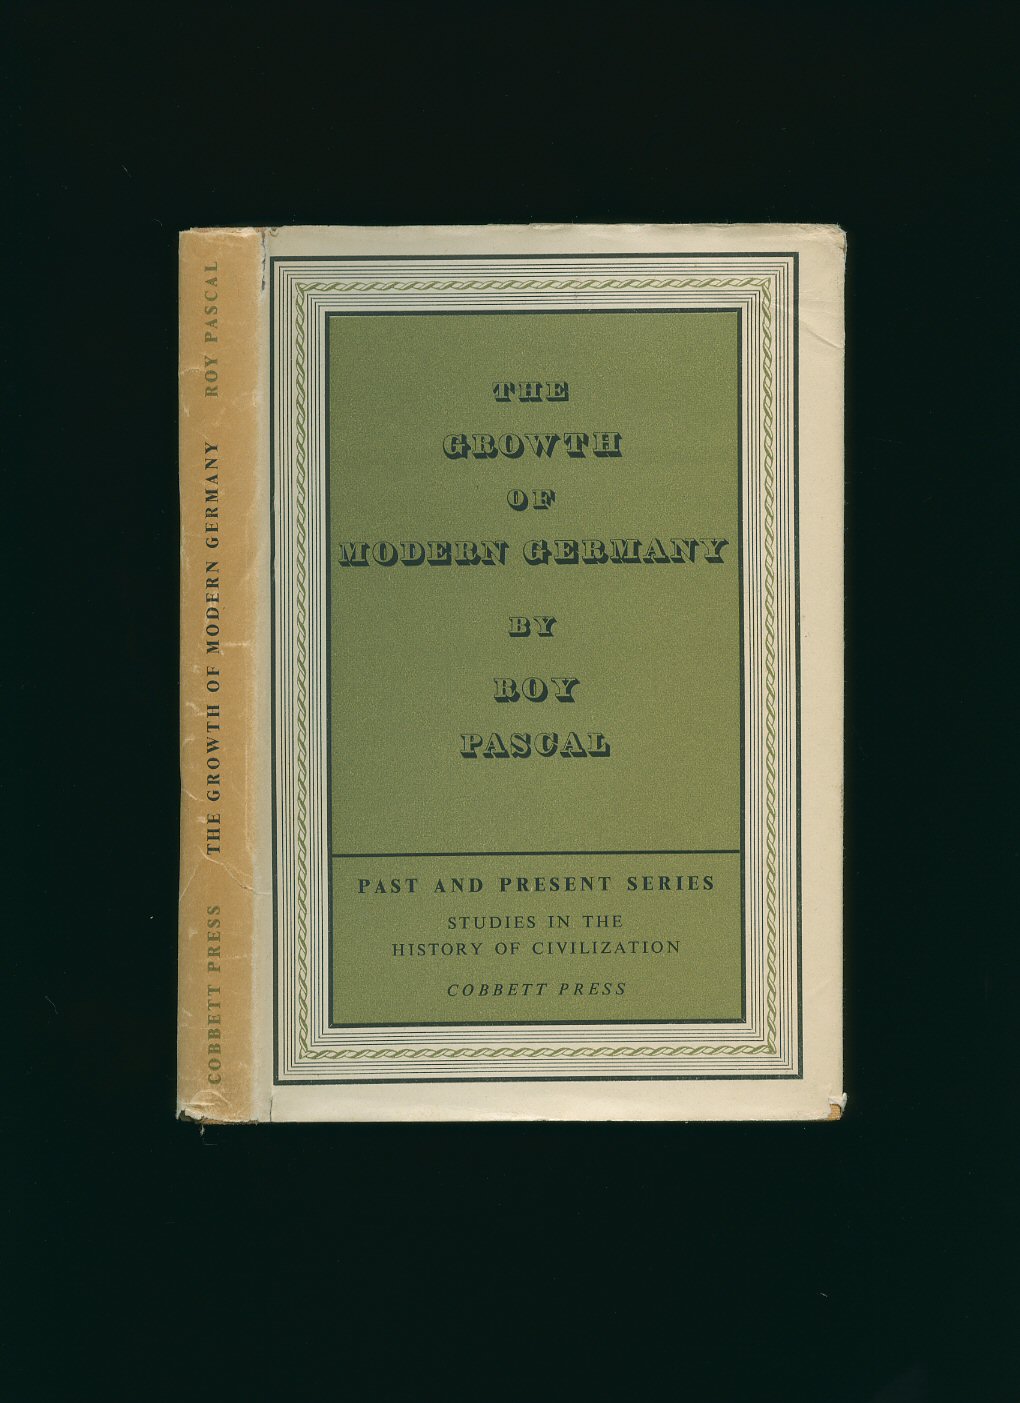 COBBETT PRESS THE GROWTH OF MODERN GERMANY ROY PASCAL
THE
GROWTH
OF
MODERN GERMANY
BY
ROY
PASCAL
PAST AND PRESENT SERIES
STUDIES IN THE
HISTORY OF CIVILIZATION
COBBETT PRESS